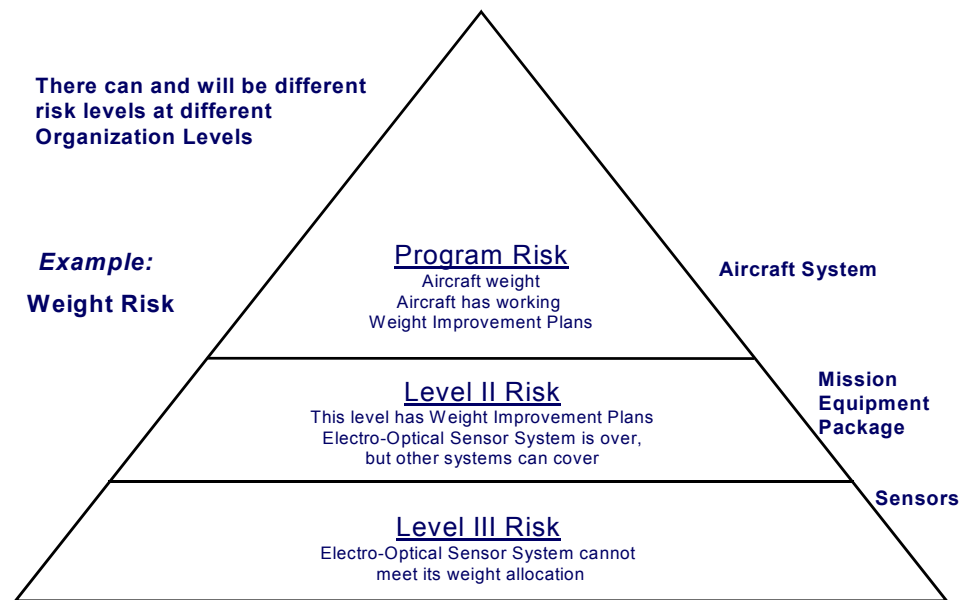 There can and will be different
risk levels at different
Organization Levels
Example:
Weight Risk
Program Risk
Aircraft weight
Aircraft has working
Weight Improvement Plans
Aircraft System
Level II Risk
This level has Weight Improvement Plans
Electro-Optical Sensor System is over,
but other systems can cover
Mission
Equipment
Package
Level III Risk
Electro-Optical Sensor System cannot
meet its weight allocation
Sensors